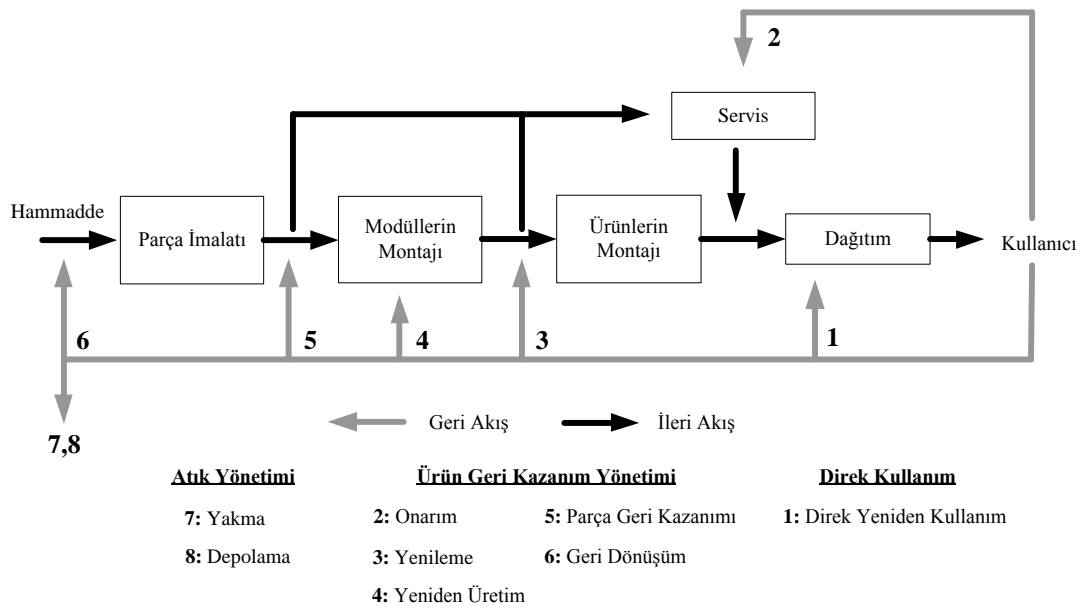 2
Servis
Hammadde
Parça İmalatı
Modüllerin
Montajı
Ürünlerin
Montajı
Dağıtım
Kullanıcı
6
5
4
3
1
7,8
Geri Akış
İleri Akış
Atık Yönetimi
Ürün Geri Kazanım Yönetimi
Direk Kullanım
7: Yakma
2: Onarım
5: Parça Geri Kazanımı
1: Direk Yeniden Kullanım
8: Depolama
3: Yenileme
6: Geri Dönüşüm
4: Yeniden Üretim